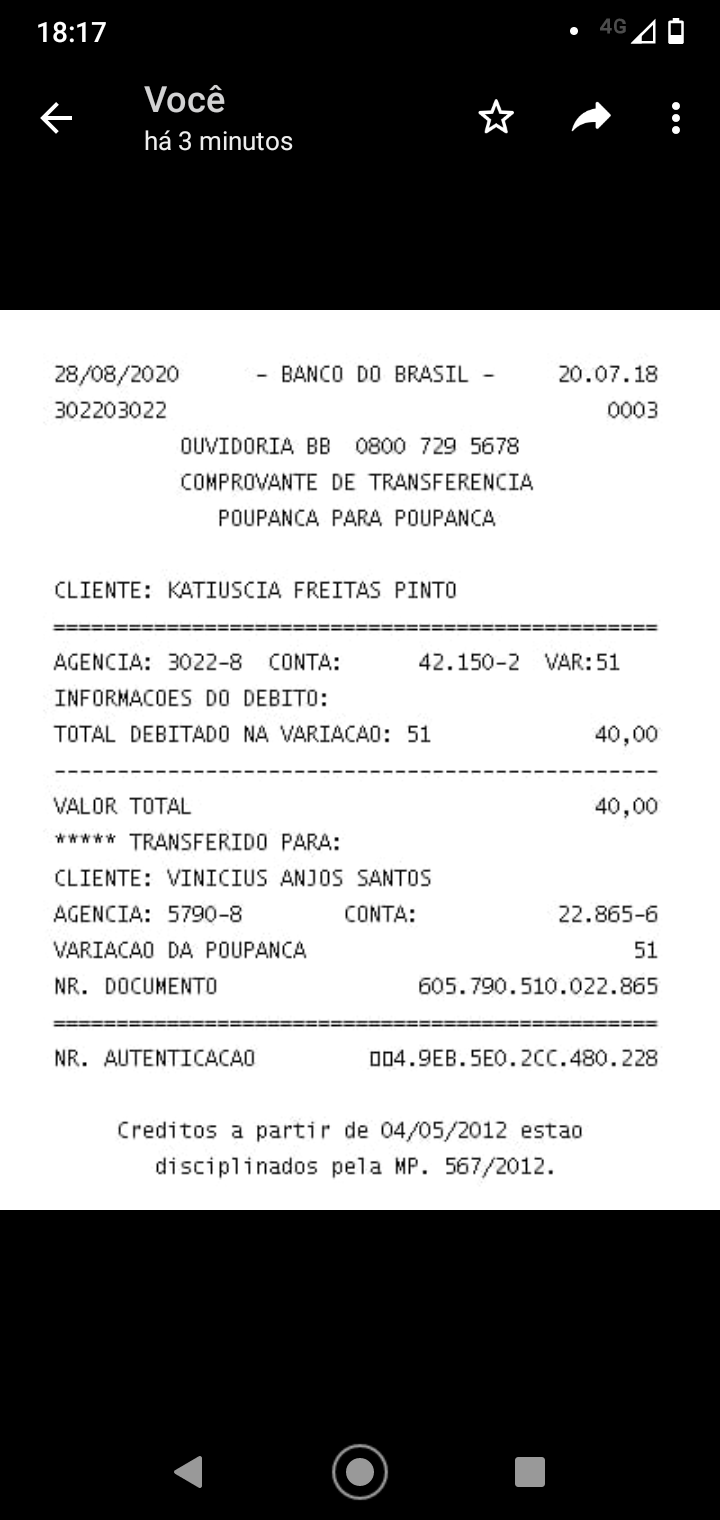 18:17 4G
Você
há 3 minutos
28/08/2020 - BANCO DO BRASIL - 20.07.18
302203022 0003
OUVIDORIA BB 0800 729 5678
COMPROVANTE DE TRANSFERENCIA
POUPANCA PARA POUPANCA
CLIENTE: KATIUSCIA FREITAS PINTO
================================================
AGENCIA: 3022-8 CONTA: 42.150-2 VAR:51
INFORMACOES DO DEBITO:
TOTAL DEBITADO NA VARIACAO: 51 40,00
------------------------------------------------
VALOR TOTAL 40,00
***** TRANSFERIDO PARA:
CLIENTE: VINICIUS ANJOS SANTOS
AGENCIA: 5790-8 CONTA: 22.865-6
VARIACAO DA POUPANCA 51
NR. DOCUMENTO 605.790.510.022.865
================================================
NR. AUTENTICACAO ▯▯4.9EB.5E0.2CC.480.228
Creditos a partir de 04/05/2012 estao
disciplinados pela MP. 567/2012.